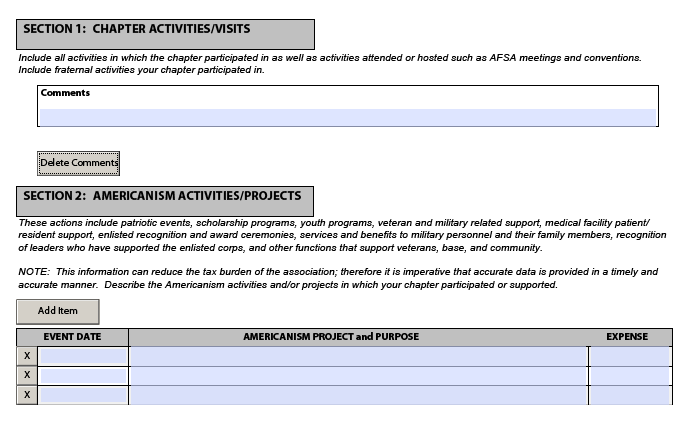 SECTION 1: CHAPTER ACTIVITIES/VISITS
Include all activities in which the chapter participated in as well as activities attended or hosted such as AFSA meetings and conventions.
Include fraternal activities your chapter participated in.
Comments
Delete Comments
SECTION 2: AMERICANISM ACTIVITIES/PROJECTS
These actions include patriotic events, scholarship programs, youth programs, veteran and military related support, medical facility patient/
resident support, enlisted recognition and award ceremonies, services and benefits to military personnel and their family members, recognition
of leaders who have supported the enlisted corps, and other functions that support veterans, base, and community.
NOTE: This information can reduce the tax burden of the association; therefore it is imperative that accurate data is provided in a timely and
accurate manner. Describe the Americanism activities and/or projects in which your chapter participated or supported.
Add Item
EVENT DATE AMERICANISM PROJECT and PURPOSE EXPENSE
X
X
X